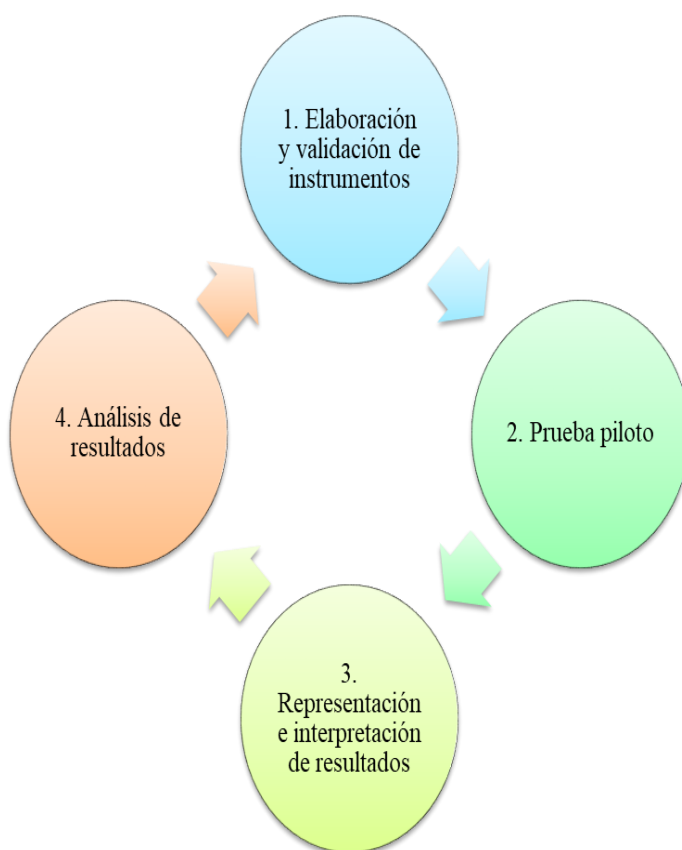 1. Elaboración
y validación de
instrumentos
2. Prueba piloto
3.
Representación
e interpretación
de resultados
4. Análisis de
resultados